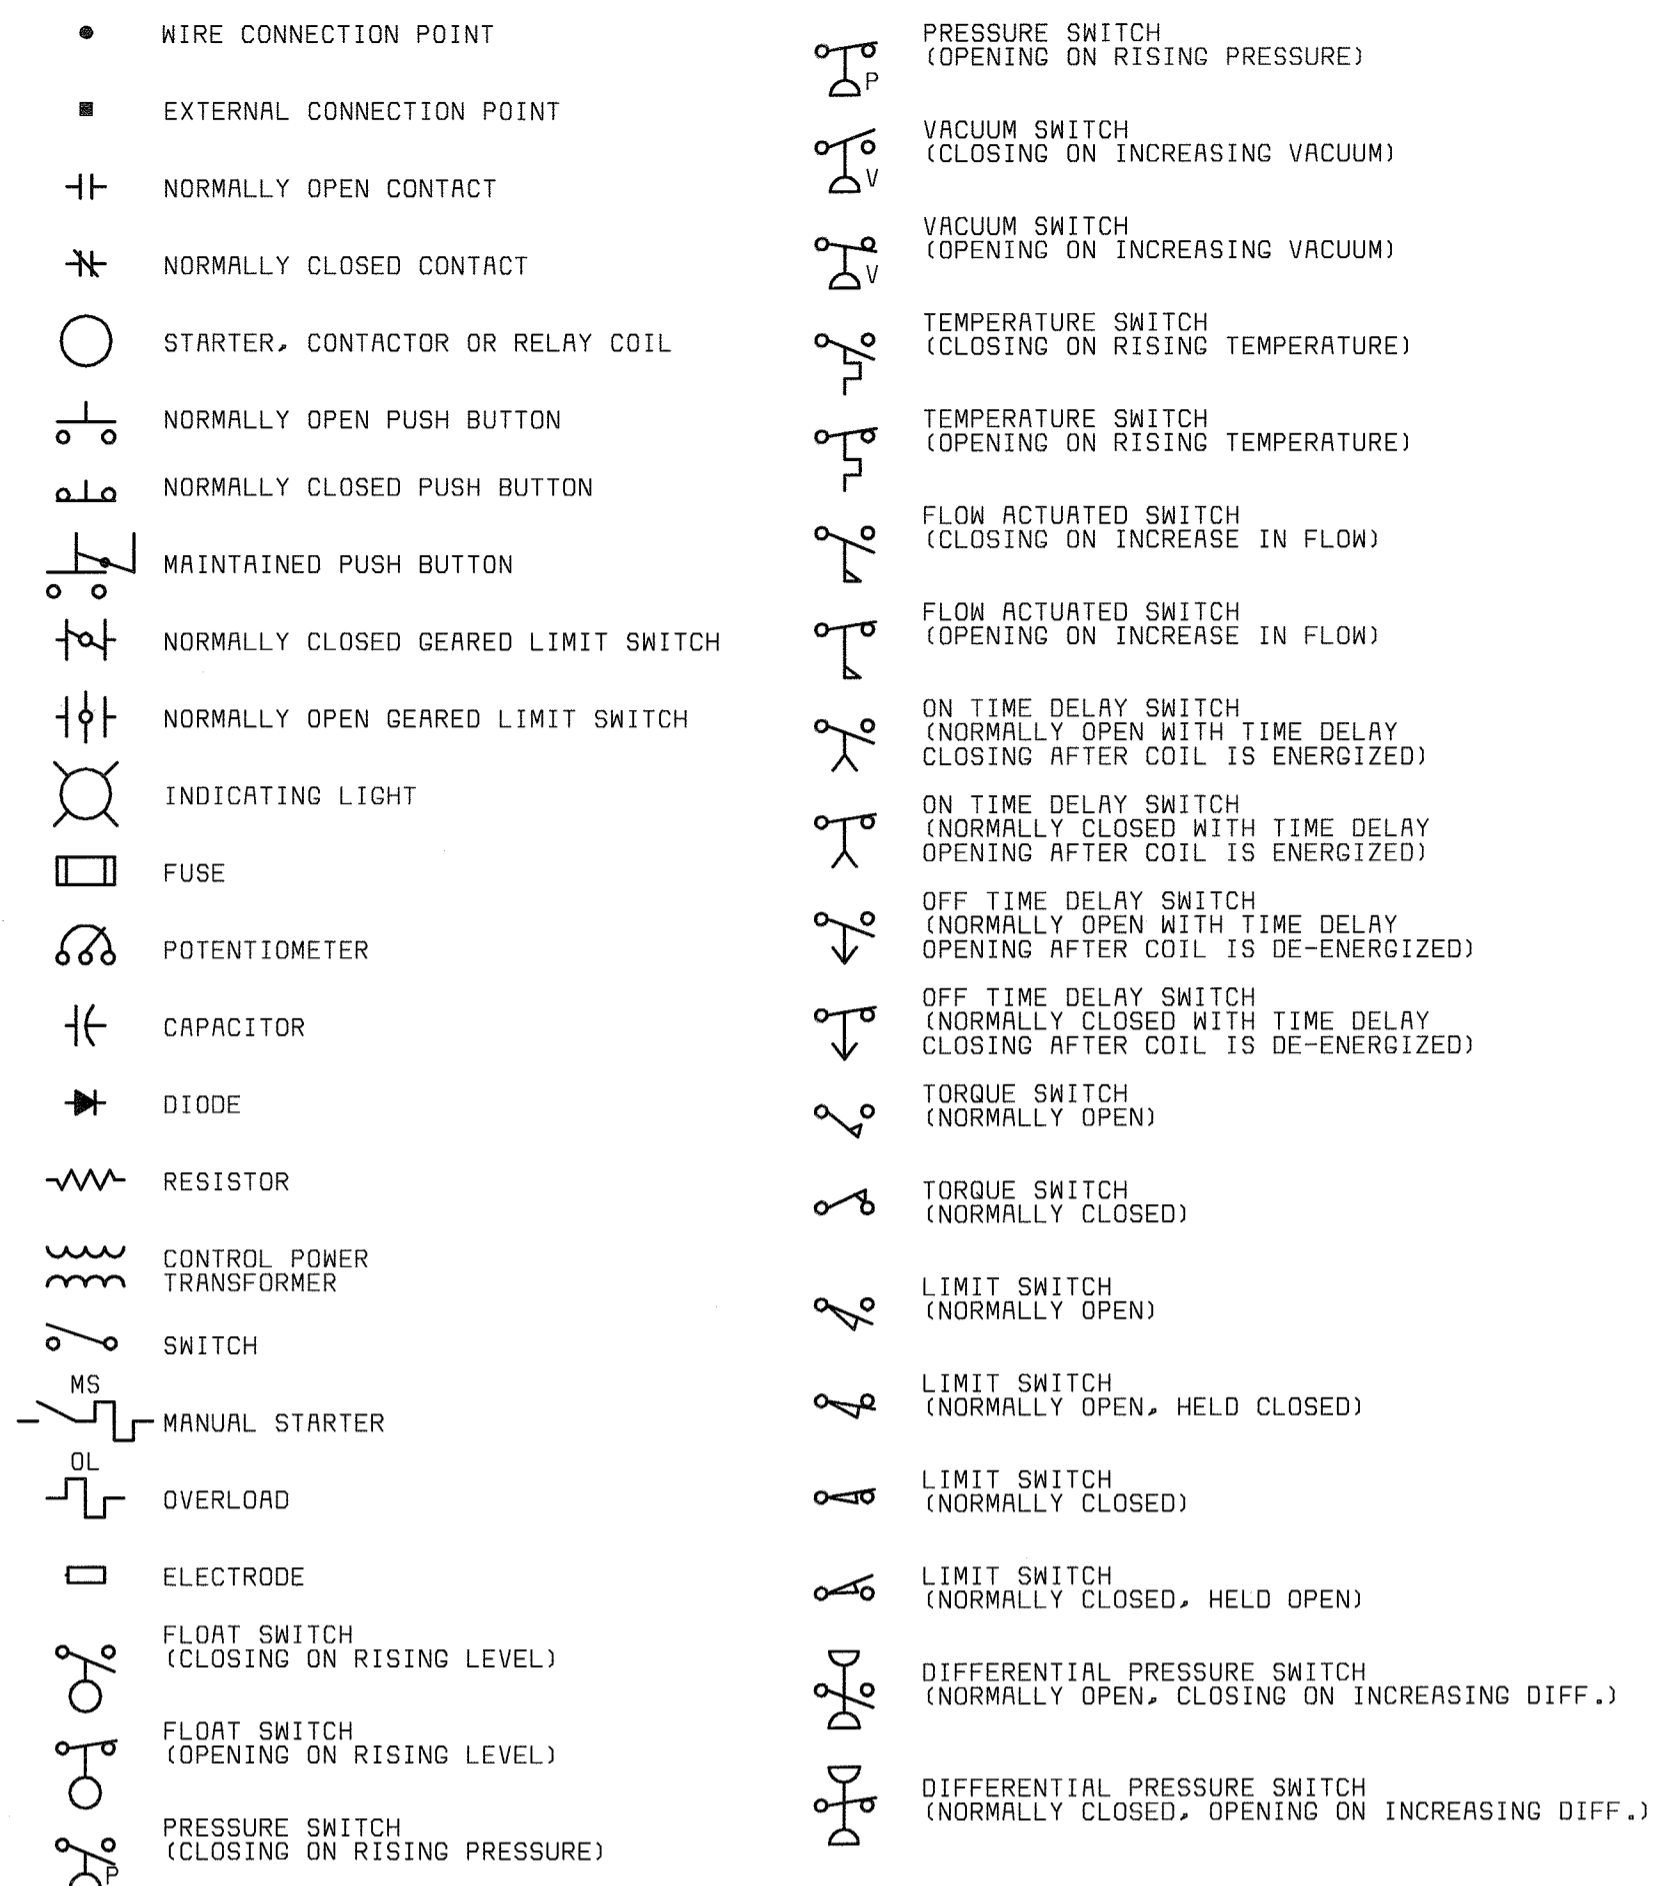 WIRE CONNECTION POINT
EXTERNAL CONNECTION POINT
NORMALLY OPEN CONTACT
NORMALLY CLOSED CONTACT
STARTER, CONTACTOR OR RELAY COIL
NORMALLY OPEN PUSH BUTTON
NORMALLY CLOSED PUSH BUTTON
MAINTAINED PUSH BUTTON
NORMALLY CLOSED GEARED LIMIT SWITCH
NORMALLY OPEN GEARED LIMIT SWITCH
INDICATING LIGHT
FUSE
POTENTIOMETER
CAPACITOR
DIODE
RESISTOR
CONTROL POWER
TRANSFORMER
SWITCH
MS
MANUAL STARTER
OL
OVERLOAD
ELECTRODE
FLOAT SWITCH
(CLOSING ON RISING LEVEL)
FLOAT SWITCH
(OPENING ON RISING LEVEL)
PRESSURE SWITCH
(CLOSING ON RISING PRESSURE)
P
PRESSURE SWITCH
(OPENING ON RISING PRESSURE)
P
VACUUM SWITCH
(CLOSING ON INCREASING VACUUM)
V
VACUUM SWITCH
(OPENING ON INCREASING VACUUM)
V
TEMPERATURE SWITCH
(CLOSING ON RISING TEMPERATURE)
TEMPERATURE SWITCH
(OPENING ON RISING TEMPERATURE)
FLOW ACTUATED SWITCH
(CLOSING ON INCREASE IN FLOW)
FLOW ACTUATED SWITCH
(OPENING ON INCREASE IN FLOW)
ON TIME DELAY SWITCH
(NORMALLY OPEN WITH TIME DELAY
CLOSING AFTER COIL IS ENERGIZED)
ON TIME DELAY SWITCH
(NORMALLY CLOSED WITH TIME DELAY
OPENING AFTER COIL IS ENERGIZED)
OFF TIME DELAY SWITCH
(NORMALLY OPEN WITH TIME DELAY
OPENING AFTER COIL IS DE-ENERGIZED)
OFF TIME DELAY SWITCH
(NORMALLY CLOSED WITH TIME DELAY
CLOSING AFTER COIL IS DE-ENERGIZED)
TORQUE SWITCH
(NORMALLY OPEN)
TORQUE SWITCH
(NORMALLY CLOSED)
LIMIT SWITCH
(NORMALLY OPEN)
LIMIT SWITCH
(NORMALLY OPEN, HELD CLOSED)
LIMIT SWITCH
(NORMALLY CLOSED)
LIMIT SWITCH
(NORMALLY CLOSED, HELD OPEN)
DIFFERENTIAL PRESSURE SWITCH
(NORMALLY OPEN, CLOSING ON INCREASING DIFF.)
DIFFERENTIAL PRESSURE SWITCH
(NORMALLY CLOSED, OPENING ON INCREASING DIFF.)